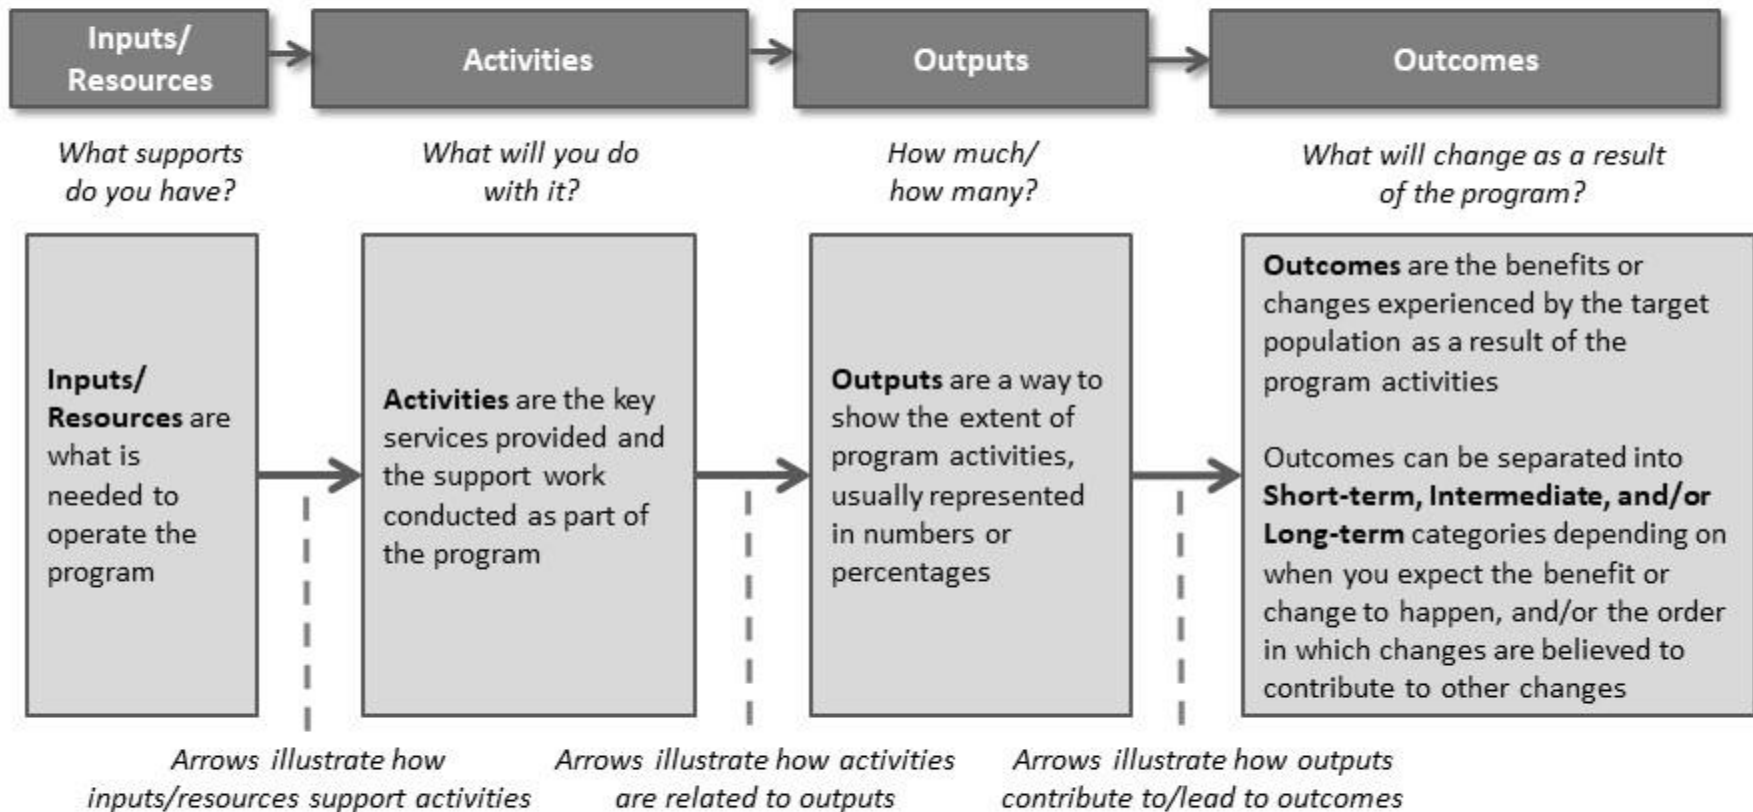 Inputs/
Resources
Activities
Outputs
Outcomes
What supports
do you have?
What will you do
with it?
How much/
how many?
What will change as a result
of the program?
Inputs/
Resources are
what is
needed to
operate the
program
Activities are the key
services provided and
the support work
conducted as part of
the program
Outputs are a way to
show the extent of
program activities,
usually represented
in numbers or
percentages
Outcomes are the benefits or
changes experienced by the target
population as a result of the
program activities
Outcomes can be separated into
Short-term, Intermediate, and/or
Long-term categories depending on
when you expect the benefit or
change to happen, and/or the order
in which changes are believed to
contribute to other changes
Arrows illustrate how
inputs/resources support activities
Arrows illustrate how activities
are related to outputs
Arrows illustrate how outputs
contribute to/lead to outcomes